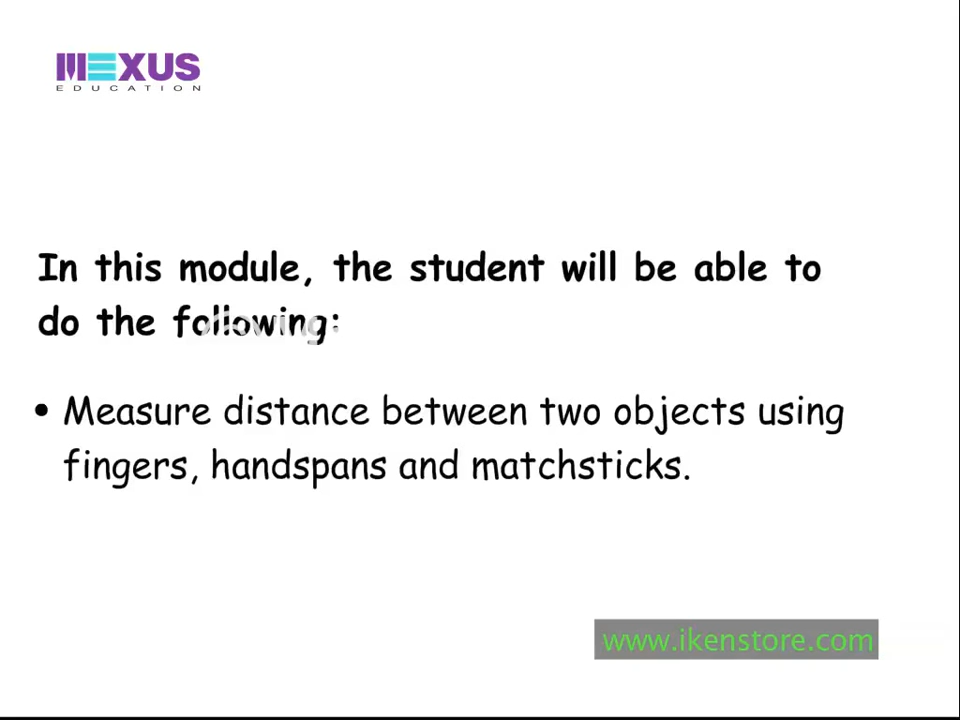 MEXUS
EDUCATION
In this module, the student will be able to
do the following:
• Measure distance between two objects using
fingers, handspans and matchsticks.
www.ikenstore.com